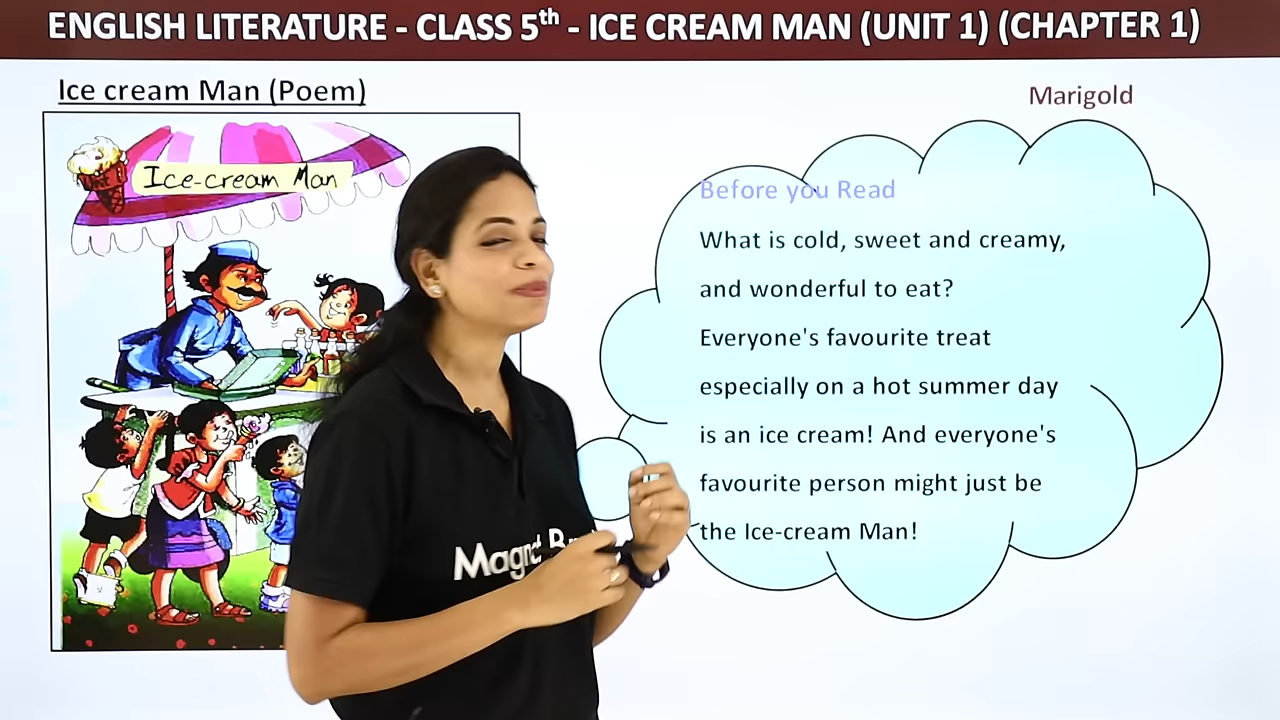 ENGLISH LITERATURE - CLASS 5th - ICE CREAM MAN (UNIT 1) (CHAPTER 1)
Ice cream Man (Poem)
Marigold
Ice-cream Man
Before you Read
What is cold, sweet and creamy,
and wonderful to eat?
Everyone's favourite treat
especially on a hot summer day
is an ice cream! And everyone's
favourite person might just be
the Ice-cream Man!